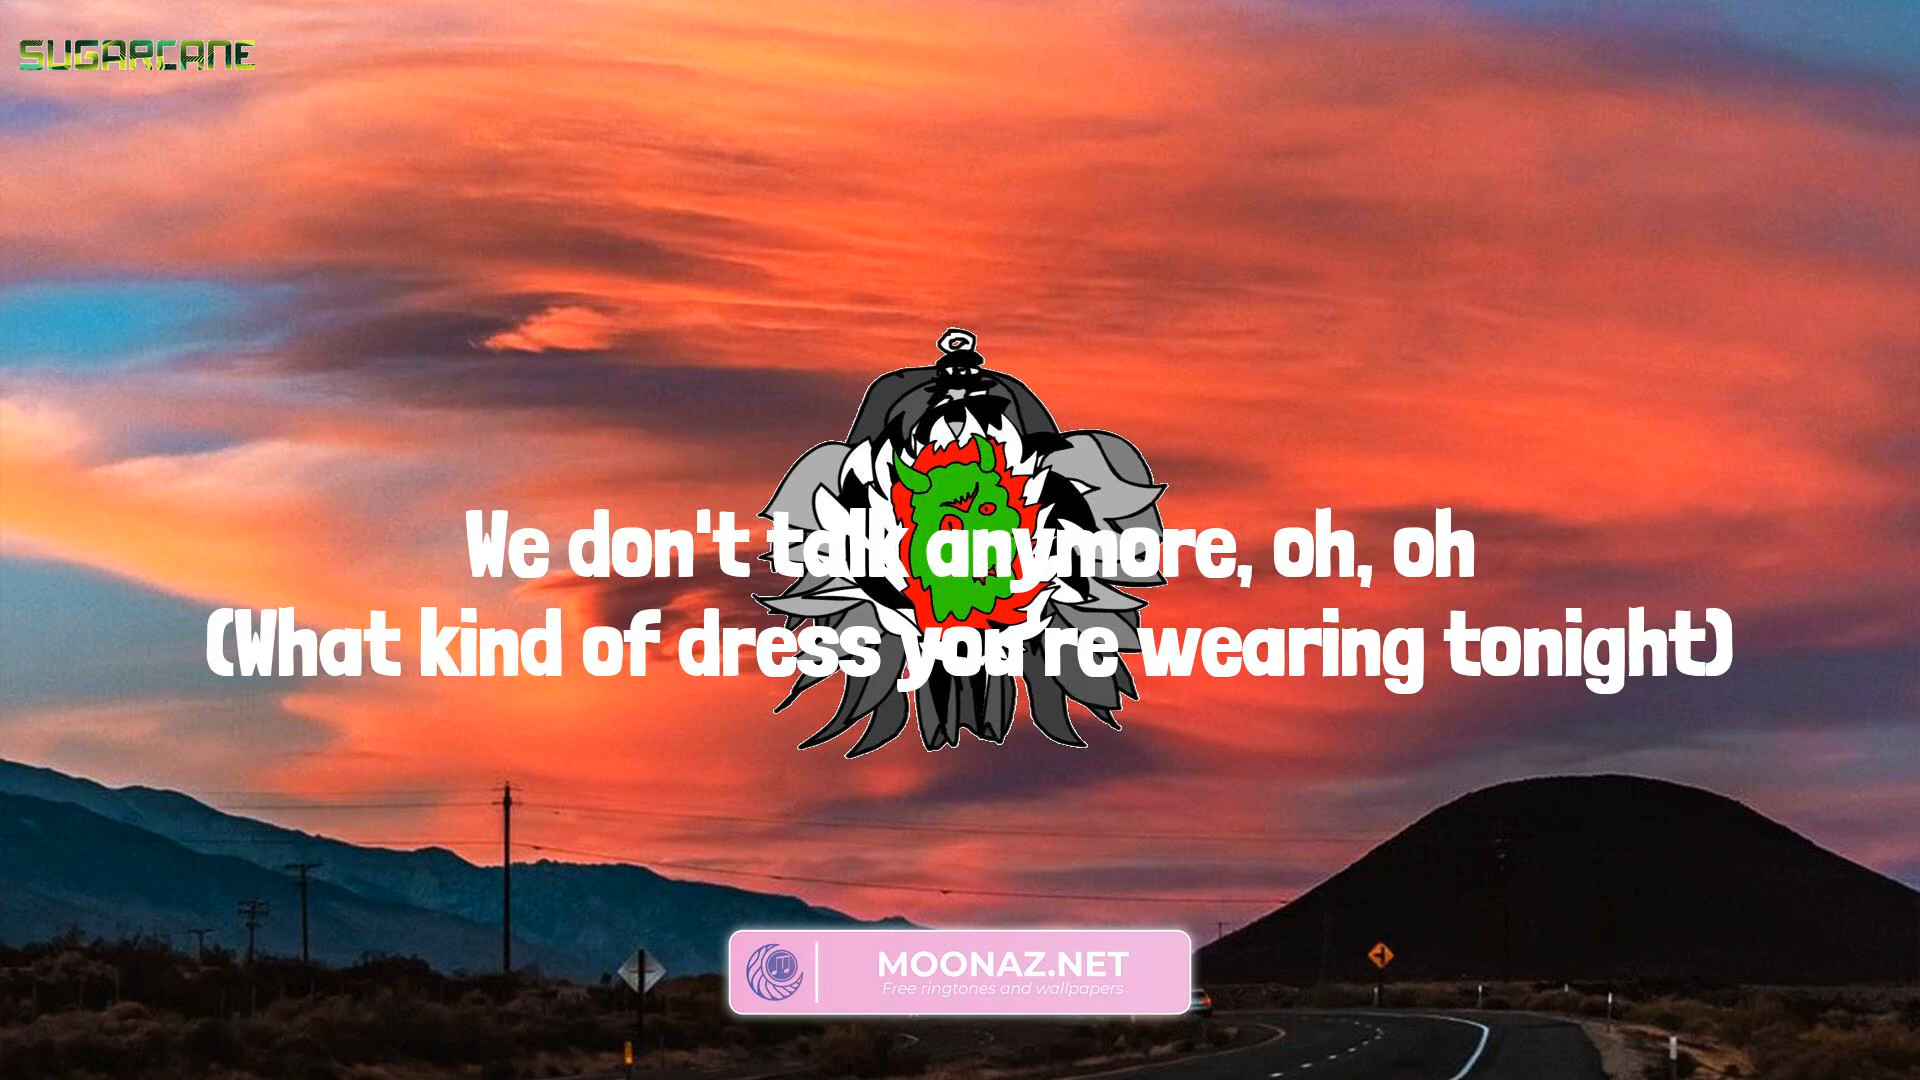 SUGARCANE
We don't talk anymore, oh, oh
(What kind of dress you're wearing tonight)
MOONAZ.NET
Free ringtones and wallpapers